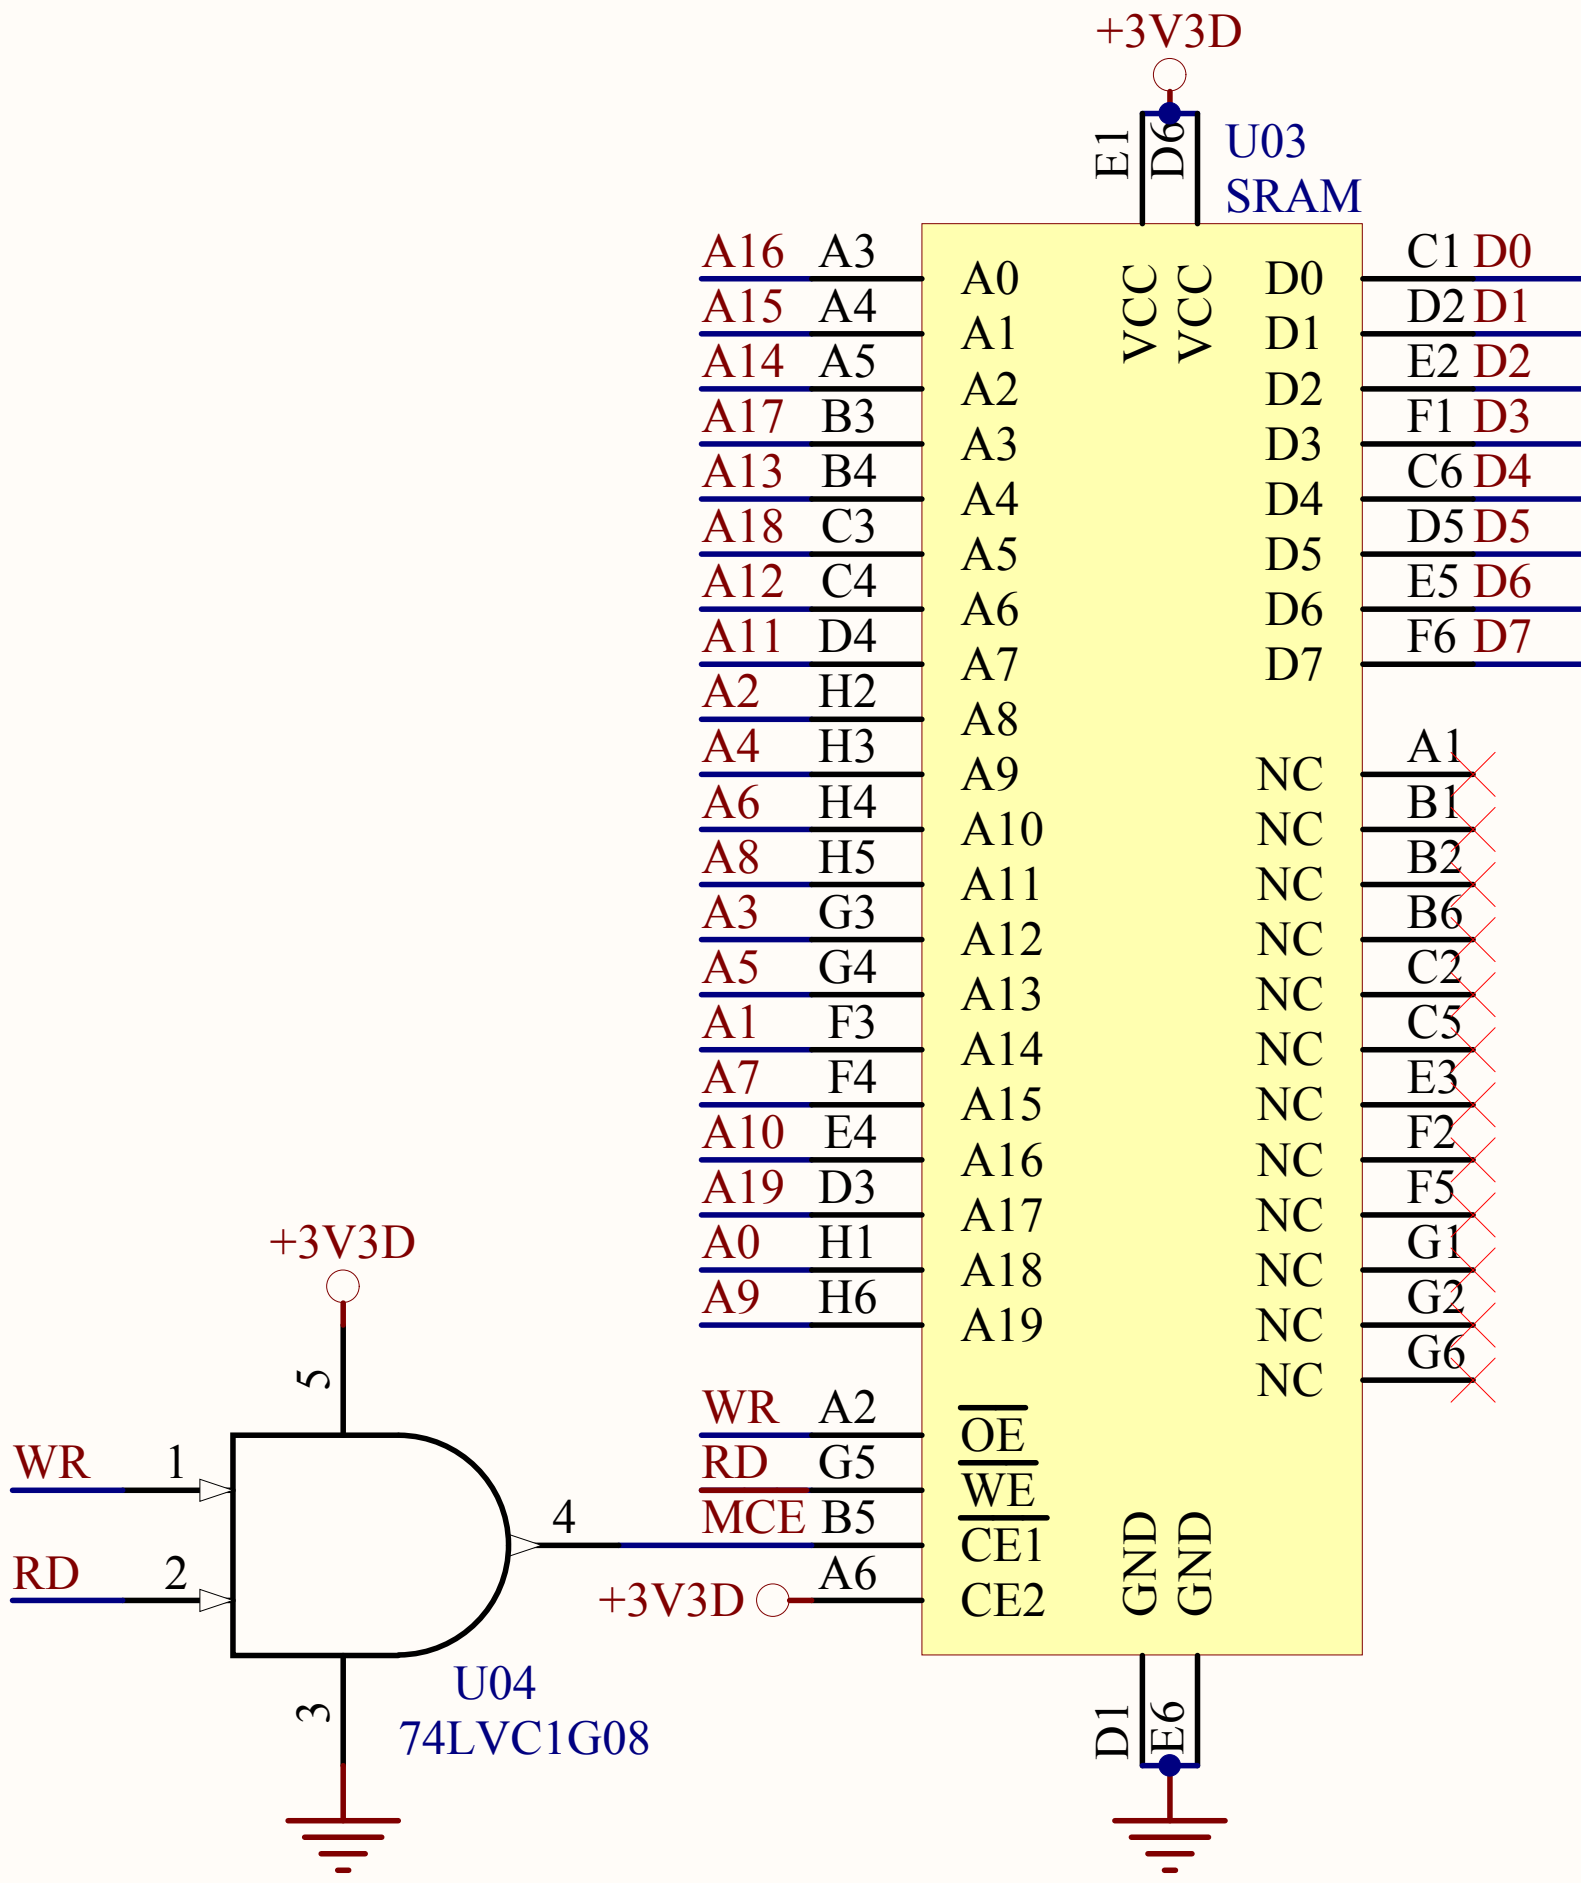 +3V3D
E1 D6
U03
SRAM
A16 A3 A0 VCC VCC D0 C1 D0
A15 A4 A1 D1 D2 D1
A14 A5 A2 D2 E2 D2
A17 B3 A3 D3 F1 D3
A13 B4 A4 D4 C6 D4
A18 C3 A5 D5 D5 D5
A12 C4 A6 D6 E5 D6
A11 D4 A7 D7 F6 D7
A2 H2 A8
A4 H3 A9 NC A1
A6 H4 A10 NC B1
A8 H5 A11 NC B2
A3 G3 A12 NC B6
A5 G4 A13 NC C2
A1 F3 A14 NC C5
A7 F4 A15 NC E3
A10 E4 A16 NC F2
A19 D3 A17 NC F5
A0 H1 A18 NC G1
A9 H6 A19 NC G2
NC G6
WR A2 OE
RD G5 WE
MCE B5 CE1
+3V3D A6 CE2
GND GND
D1 E6
+3V3D
5
WR 1
4
RD 2
3
U04
74LVC1G08